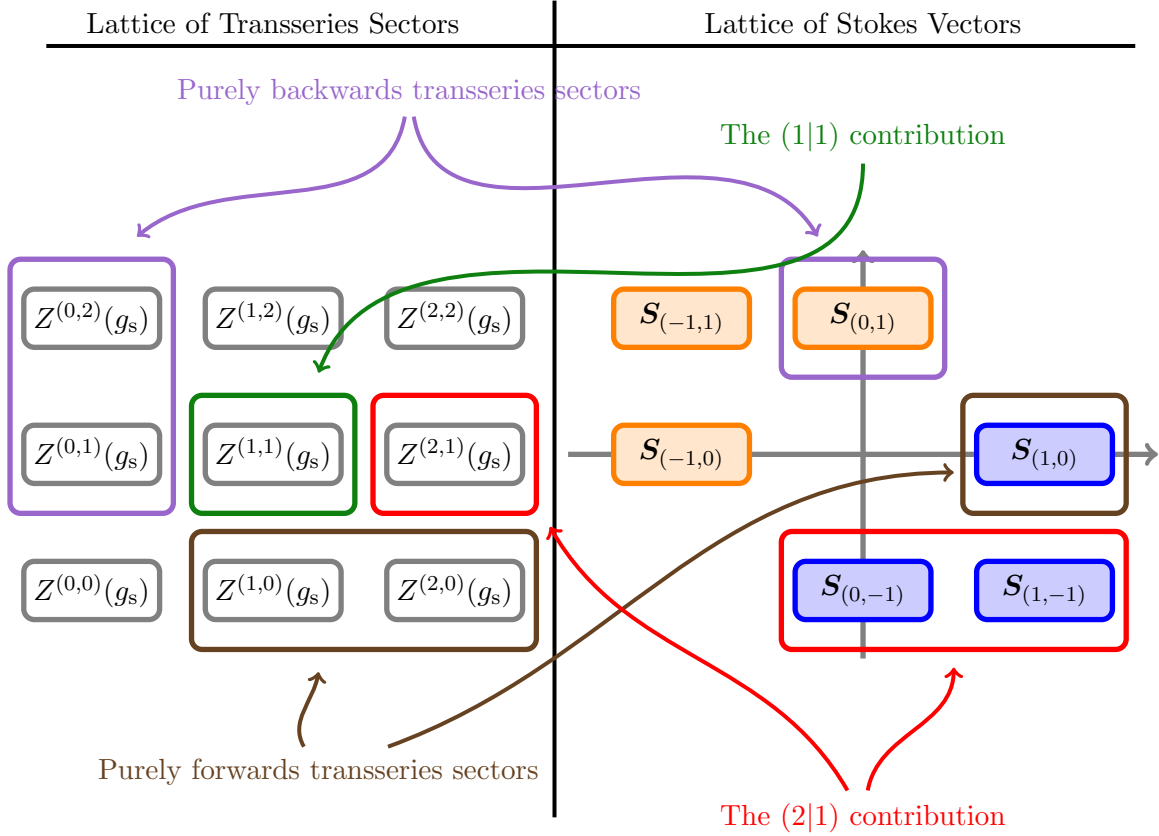 Lattice of Transseries Sectors
Lattice of Stokes Vectors
Purely backwards transseries sectors
The (1|1) contribution
Z^{(0,2)}(g_s)
Z^{(1,2)}(g_s)
Z^{(2,2)}(g_s)
S_{(−1,1)}
S_{(0,1)}
Z^{(0,1)}(g_s)
Z^{(1,1)}(g_s)
Z^{(2,1)}(g_s)
S_{(−1,0)}
S_{(1,0)}
Z^{(0,0)}(g_s)
Z^{(1,0)}(g_s)
Z^{(2,0)}(g_s)
S_{(0,−1)}
S_{(1,−1)}
Purely forwards transseries sectors
The (2|1) contribution